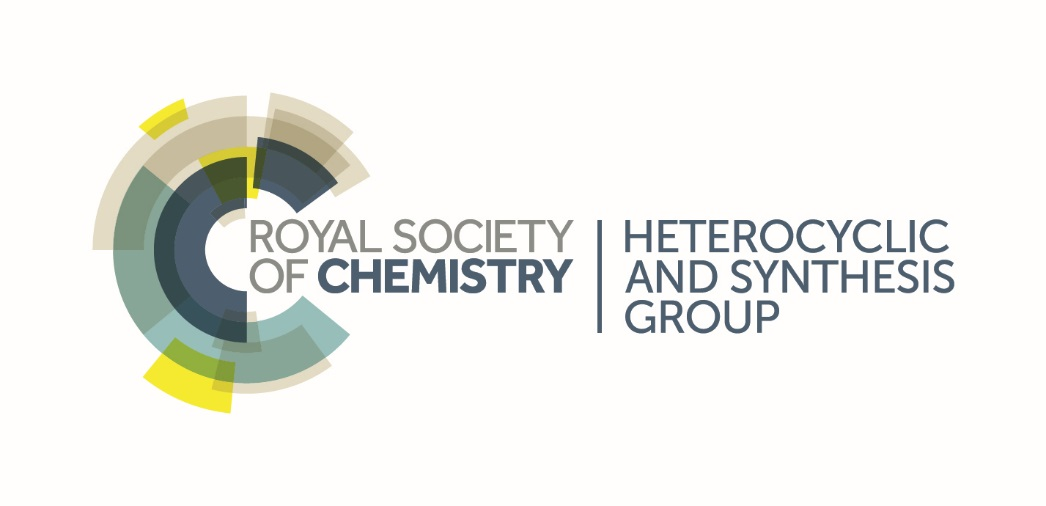 ROYAL SOCIETY
OF CHEMISTRY
HETEROCYCLIC
AND SYNTHESIS
GROUP